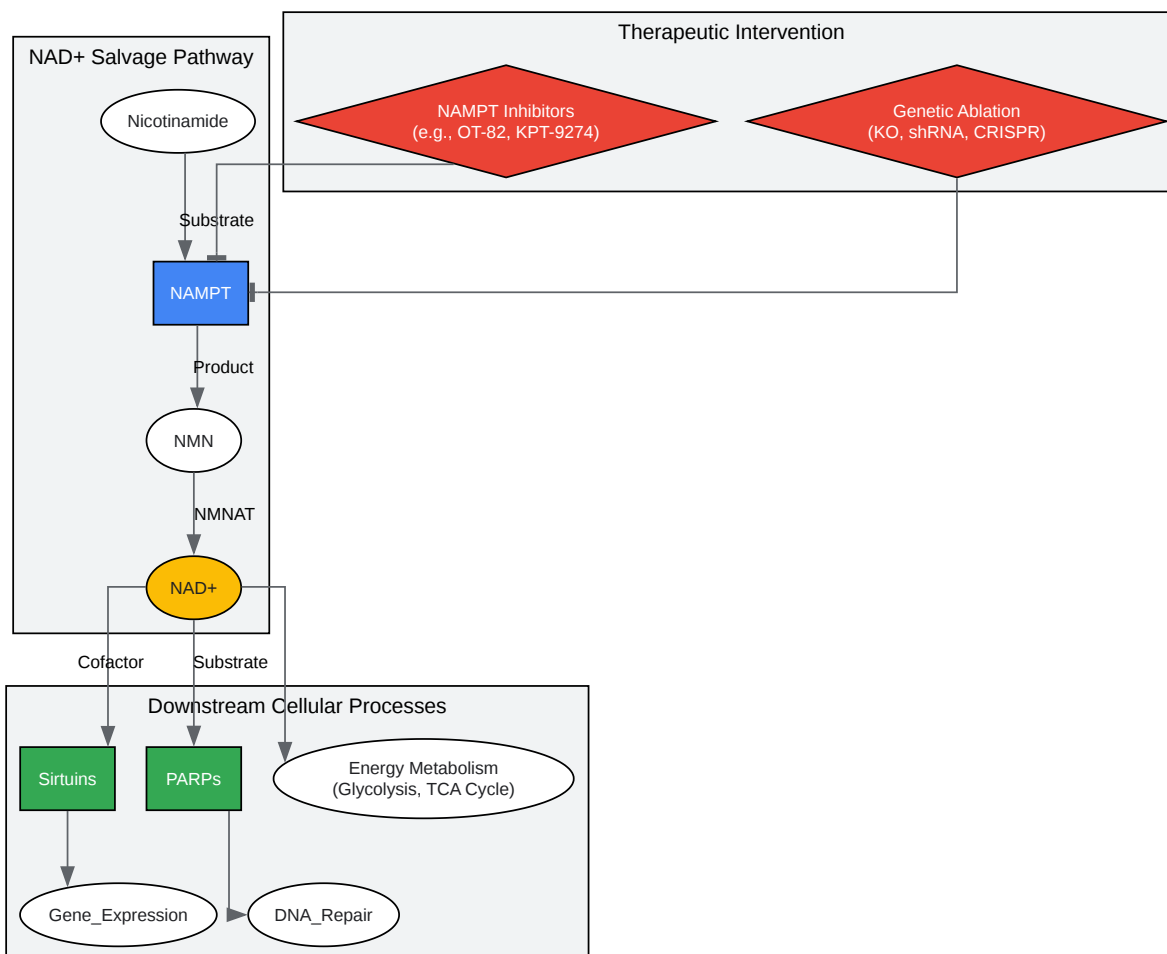 Therapeutic Intervention
NAD+ Salvage Pathway
Nicotinamide
NAMPT Inhibitors
(e.g., OT-82, KPT-9274)
Genetic Ablation
(KO, shRNA, CRISPR)
Substrate
NAMPT
Product
NMN
NMNAT
NAD+
Cofactor
Substrate
Downstream Cellular Processes
Sirtuins
PARPs
Energy Metabolism
(Glycolysis, TCA Cycle)
Gene_Expression
DNA_Repair